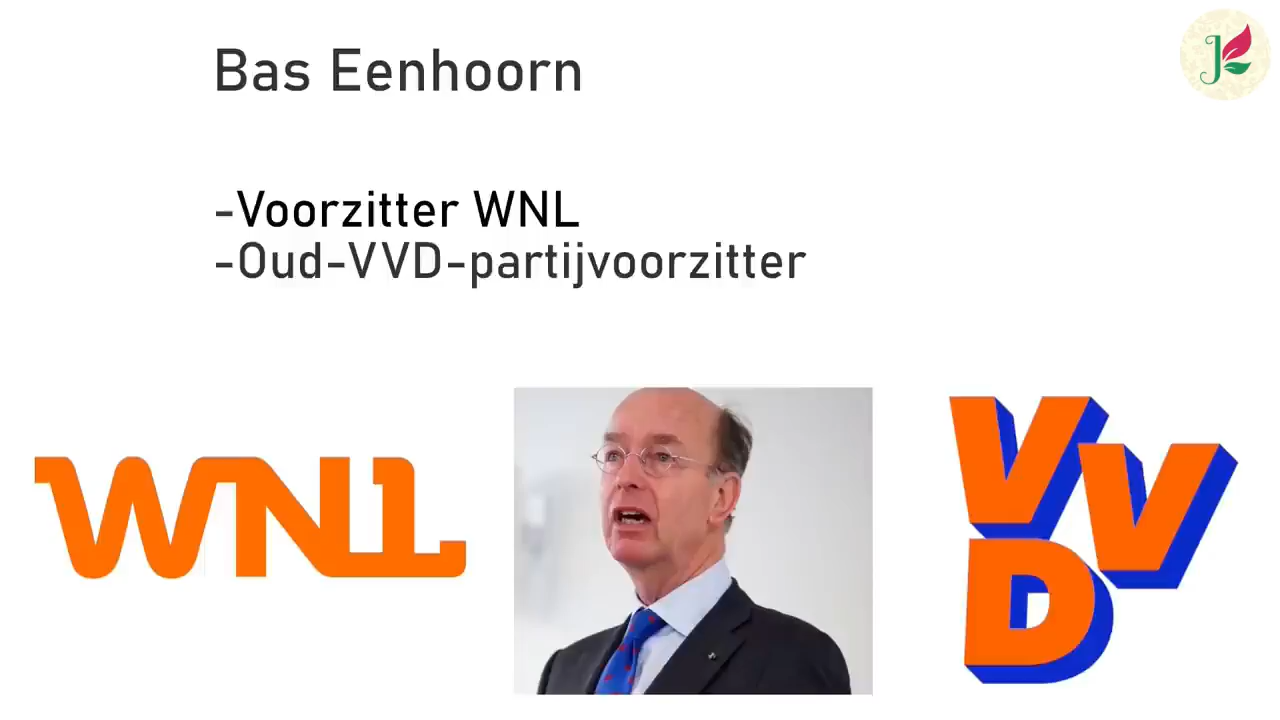 Bas Eenhoorn
-Voorzitter WNL
-Oud-VVD-partijvoorzitter
WNL
VVD
J